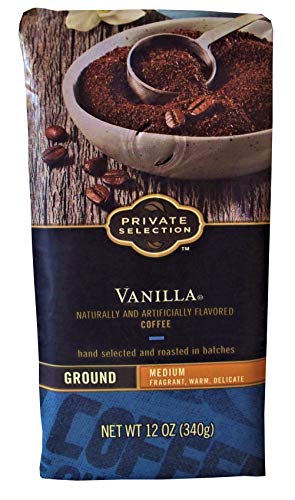 PRIVATE
SELECTION
™
VANILLA
NATURALLY AND ARTIFICIALLY FLAVORED
COFFEE
hand selected and roasted in batches
GROUND
MEDIUM
FRAGRANT, WARM, DELICATE
NET WT 12 OZ (340g)
COFFEE